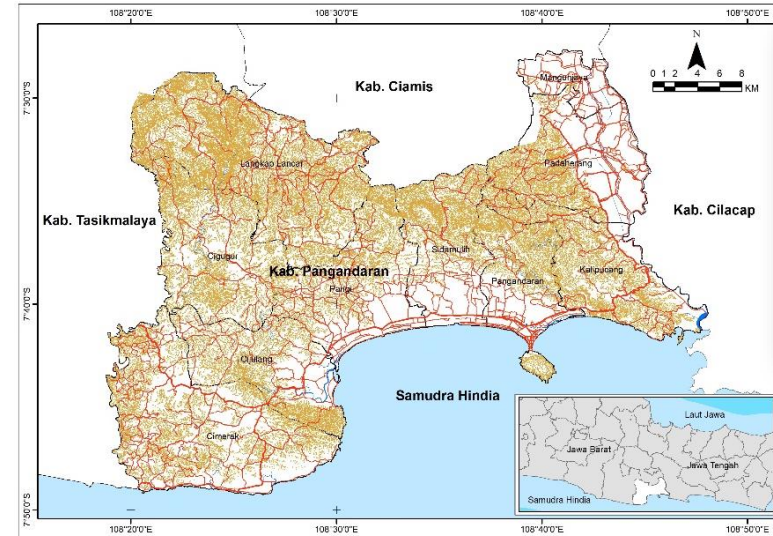 108°20'0"E 108°30'0"E 108°40'0"E 108°50'0"E
N
0 1 2 4 6 8
KM
Kab. Ciamis
Mangunjaya
7°30'0"S
Langkap Lancar
Padaherang
Kab. Tasikmalaya
Kab. Cilacap
Cigugur
Sidamulih
Kab. Pangandaran
Kalipucang
Parigi
Pangandaran
7°40'0"S
Cijulang
Samudra Hindia
Cimerak
Laut Jawa
Jawa Barat
Jawa Tengah
Samudra Hindia
7°50'0"S
108°20'0"E 108°30'0"E 108°40'0"E 108°50'0"E